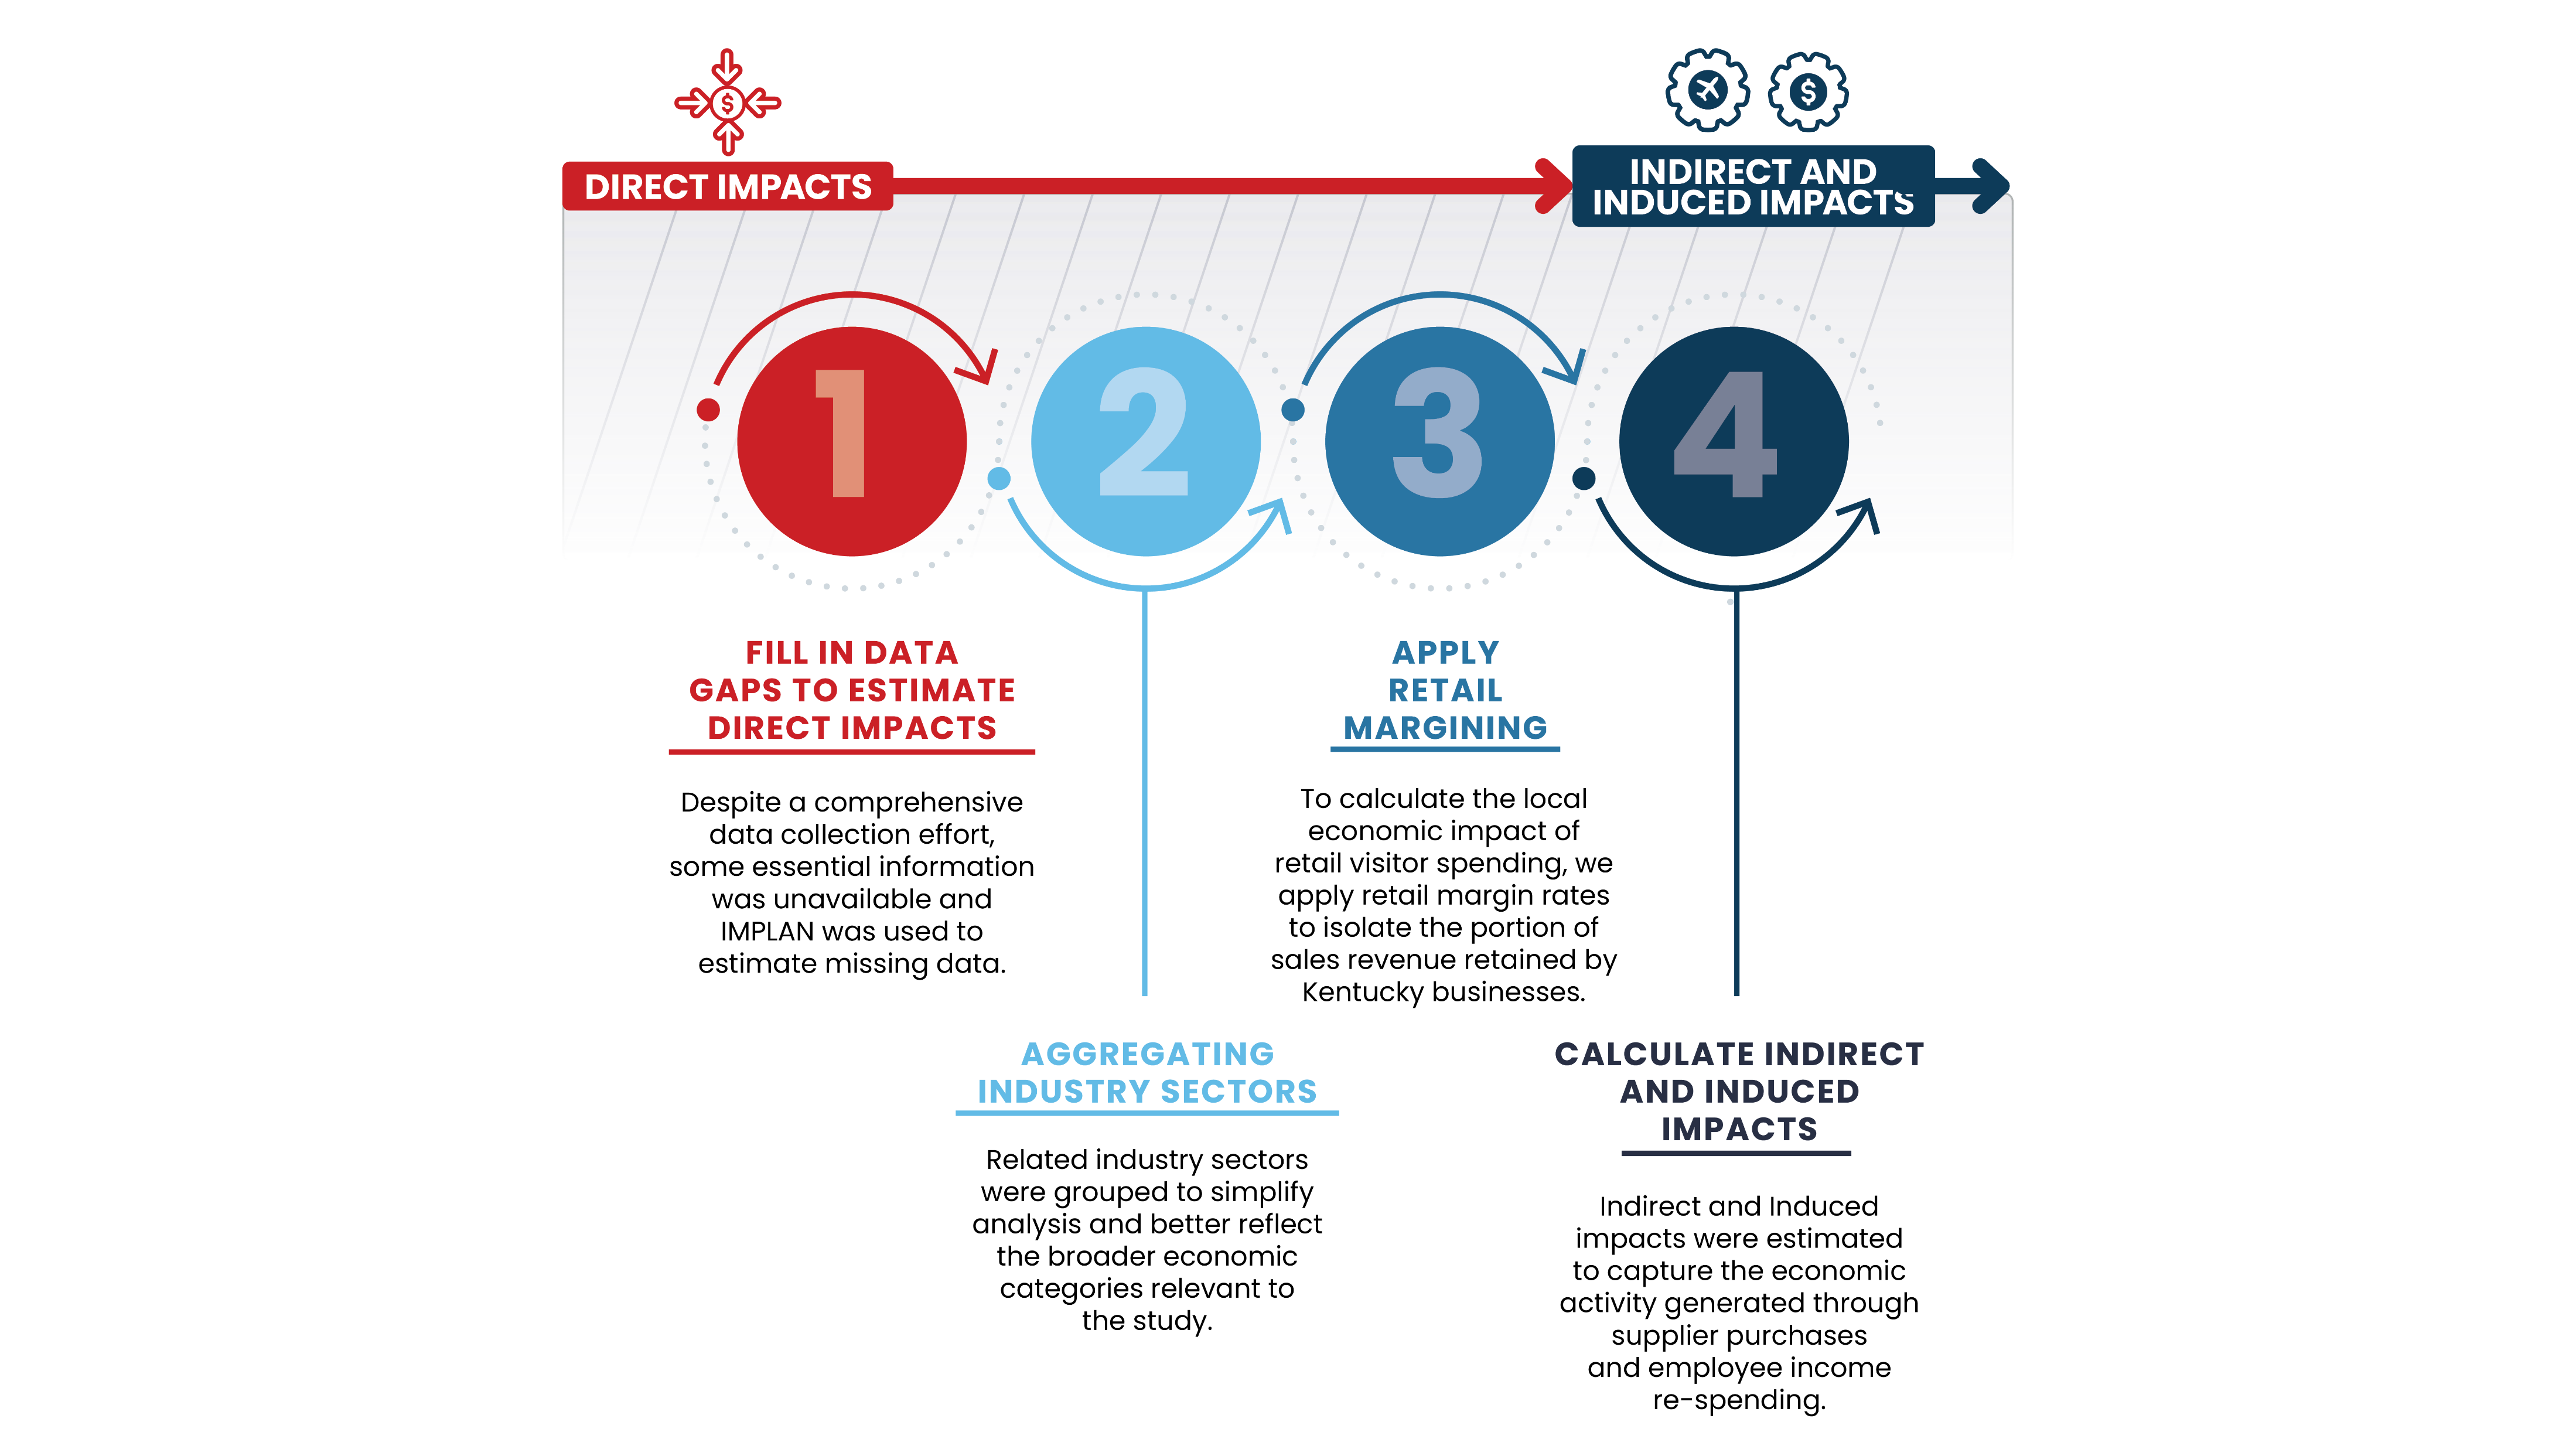 DIRECT IMPACTS
INDIRECT AND
INDUCED IMPACTS
1
2
3
4
FILL IN DATA
GAPS TO ESTIMATE
DIRECT IMPACTS
Despite a comprehensive
data collection effort,
some essential information
was unavailable and
IMPLAN was used to
estimate missing data.
AGGREGATING
INDUSTRY SECTORS
Related industry sectors
were grouped to simplify
analysis and better reflect
the broader economic
categories relevant to
the study.
APPLY
RETAIL
MARGINING
To calculate the local
economic impact of
retail visitor spending, we
apply retail margin rates
to isolate the portion of
sales revenue retained by
Kentucky businesses.
CALCULATE INDIRECT
AND INDUCED
IMPACTS
Indirect and Induced
impacts were estimated
to capture the economic
activity generated through
supplier purchases
and employee income
re-spending.